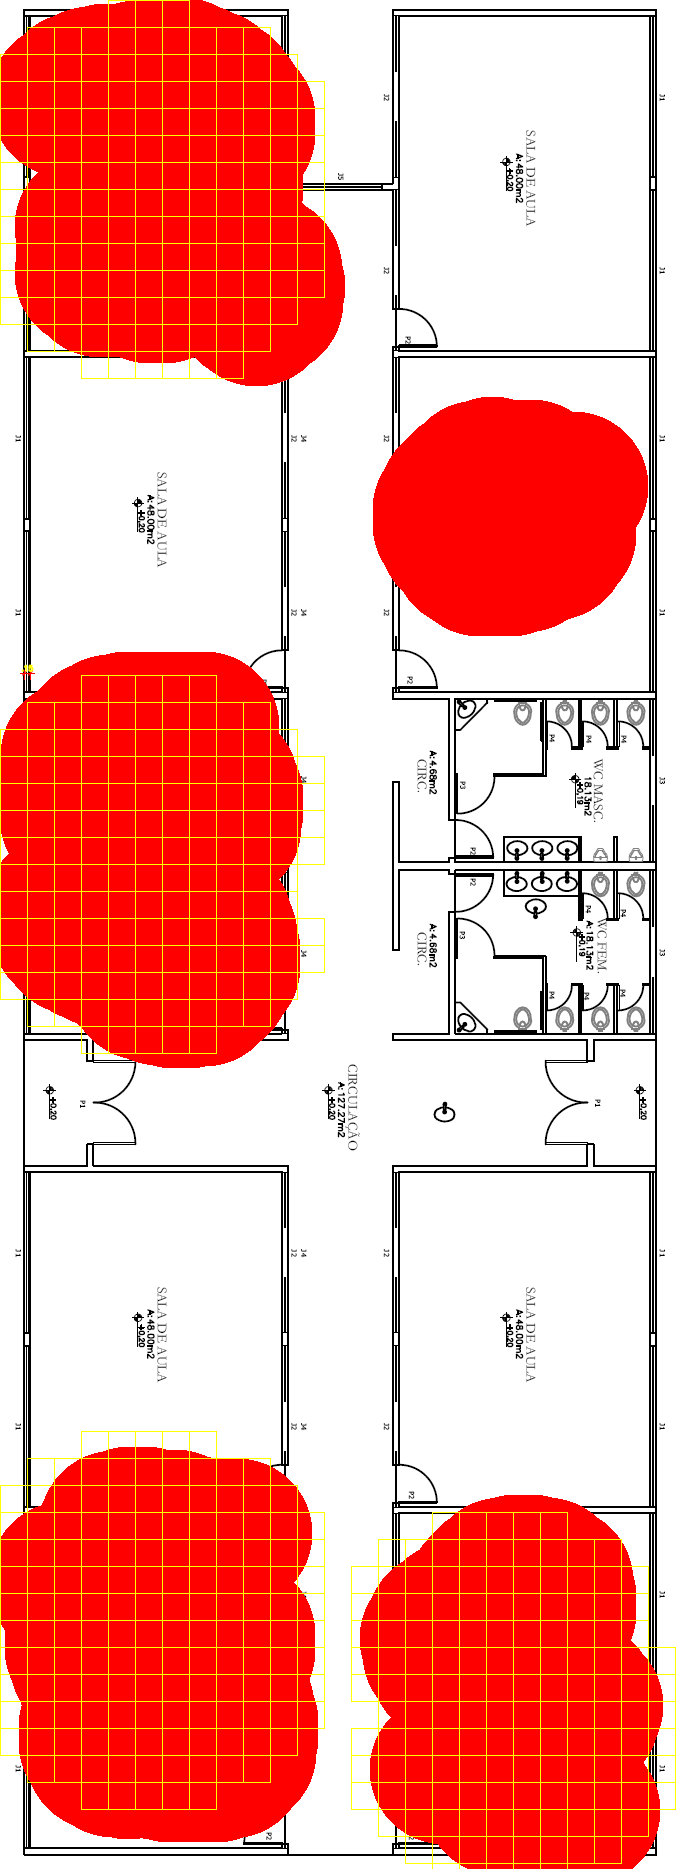 J2
J1
SALA DE AULA
A: 48.00m2
+0.20
J5
J2
J1
P2
J1
J2
J4
J2
J1
SALA DE AULA
A: 48.00m2
+0.20
J1
J2
J4
J2
J1
P2
P4
P4
P4
WC MASC.
18.13m2
+0,19
A: 4.68m2
CIRC.
P3
J3
P2
P2
P4
P4
WC FEM.
A: 18.13m2
+0,19
A: 4.68m2
CIRC.
P3
J3
J4
P4
P4
P4
CIRCULAÇÃO
A: 127.27m2
+0.20
+0.20
+0.20
P1
P1
J1
J2
J4
J2
J1
SALA DE AULA
A: 48.00m2
+0.20
SALA DE AULA
A: 48.00m2
+0.20
J1
J2
J4
J2
J1
P2
J1
J1
J1
P2